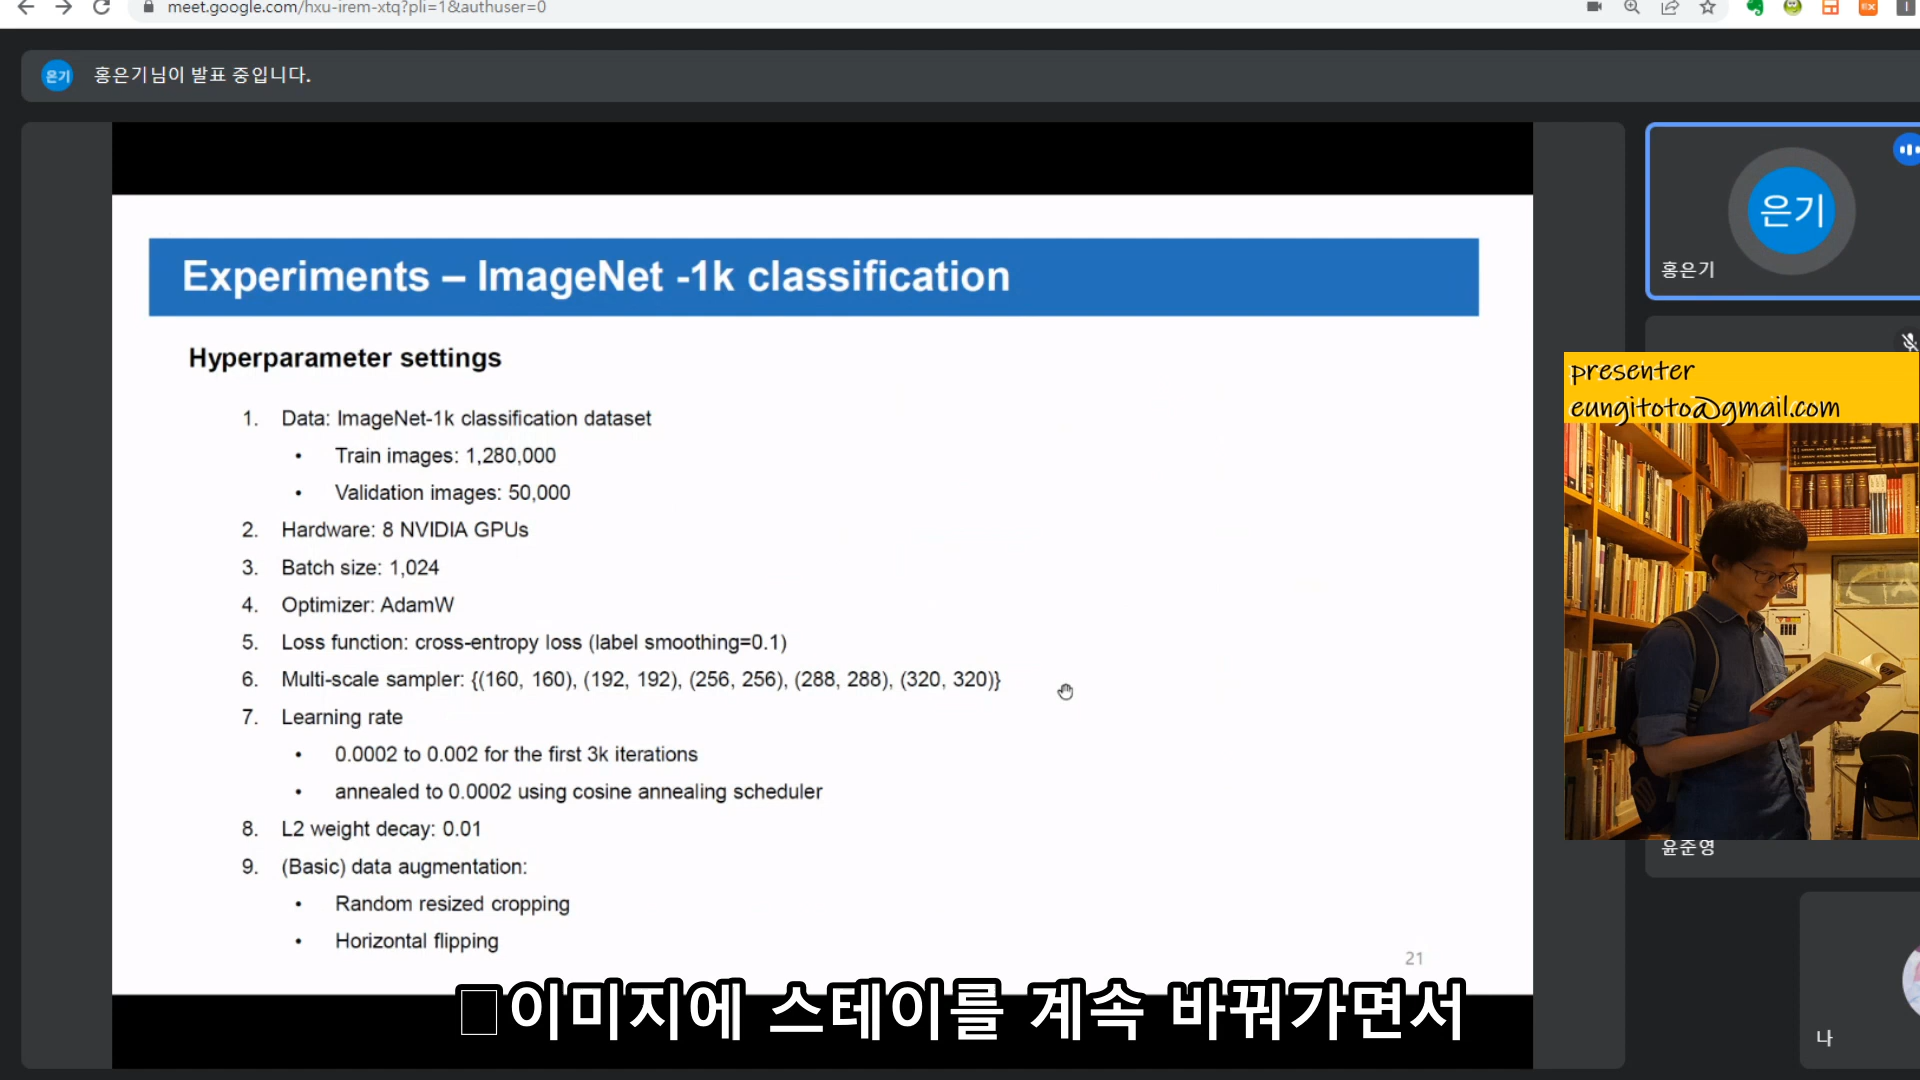 meet.google.com/hxu-irem-xtq?pli=1&authuser=0
은기 홍은기님이 발표 중입니다.
Experiments – ImageNet -1k classification
Hyperparameter settings
1. Data: ImageNet-1k classification dataset
• Train images: 1,280,000
• Validation images: 50,000
2. Hardware: 8 NVIDIA GPUs
3. Batch size: 1,024
4. Optimizer: AdamW
5. Loss function: cross-entropy loss (label smoothing=0.1)
6. Multi-scale sampler: {(160, 160), (192, 192), (256, 256), (288, 288), (320, 320)}
7. Learning rate
• 0.0002 to 0.002 for the first 3k iterations
• annealed to 0.0002 using cosine annealing scheduler
8. L2 weight decay: 0.01
9. (Basic) data augmentation:
• Random resized cropping
• Horizontal flipping
21
이미지에 스테이를 계속 바꿔가면서
은기
홍은기
presenter
eungitoto@gmail.com
윤준영
나